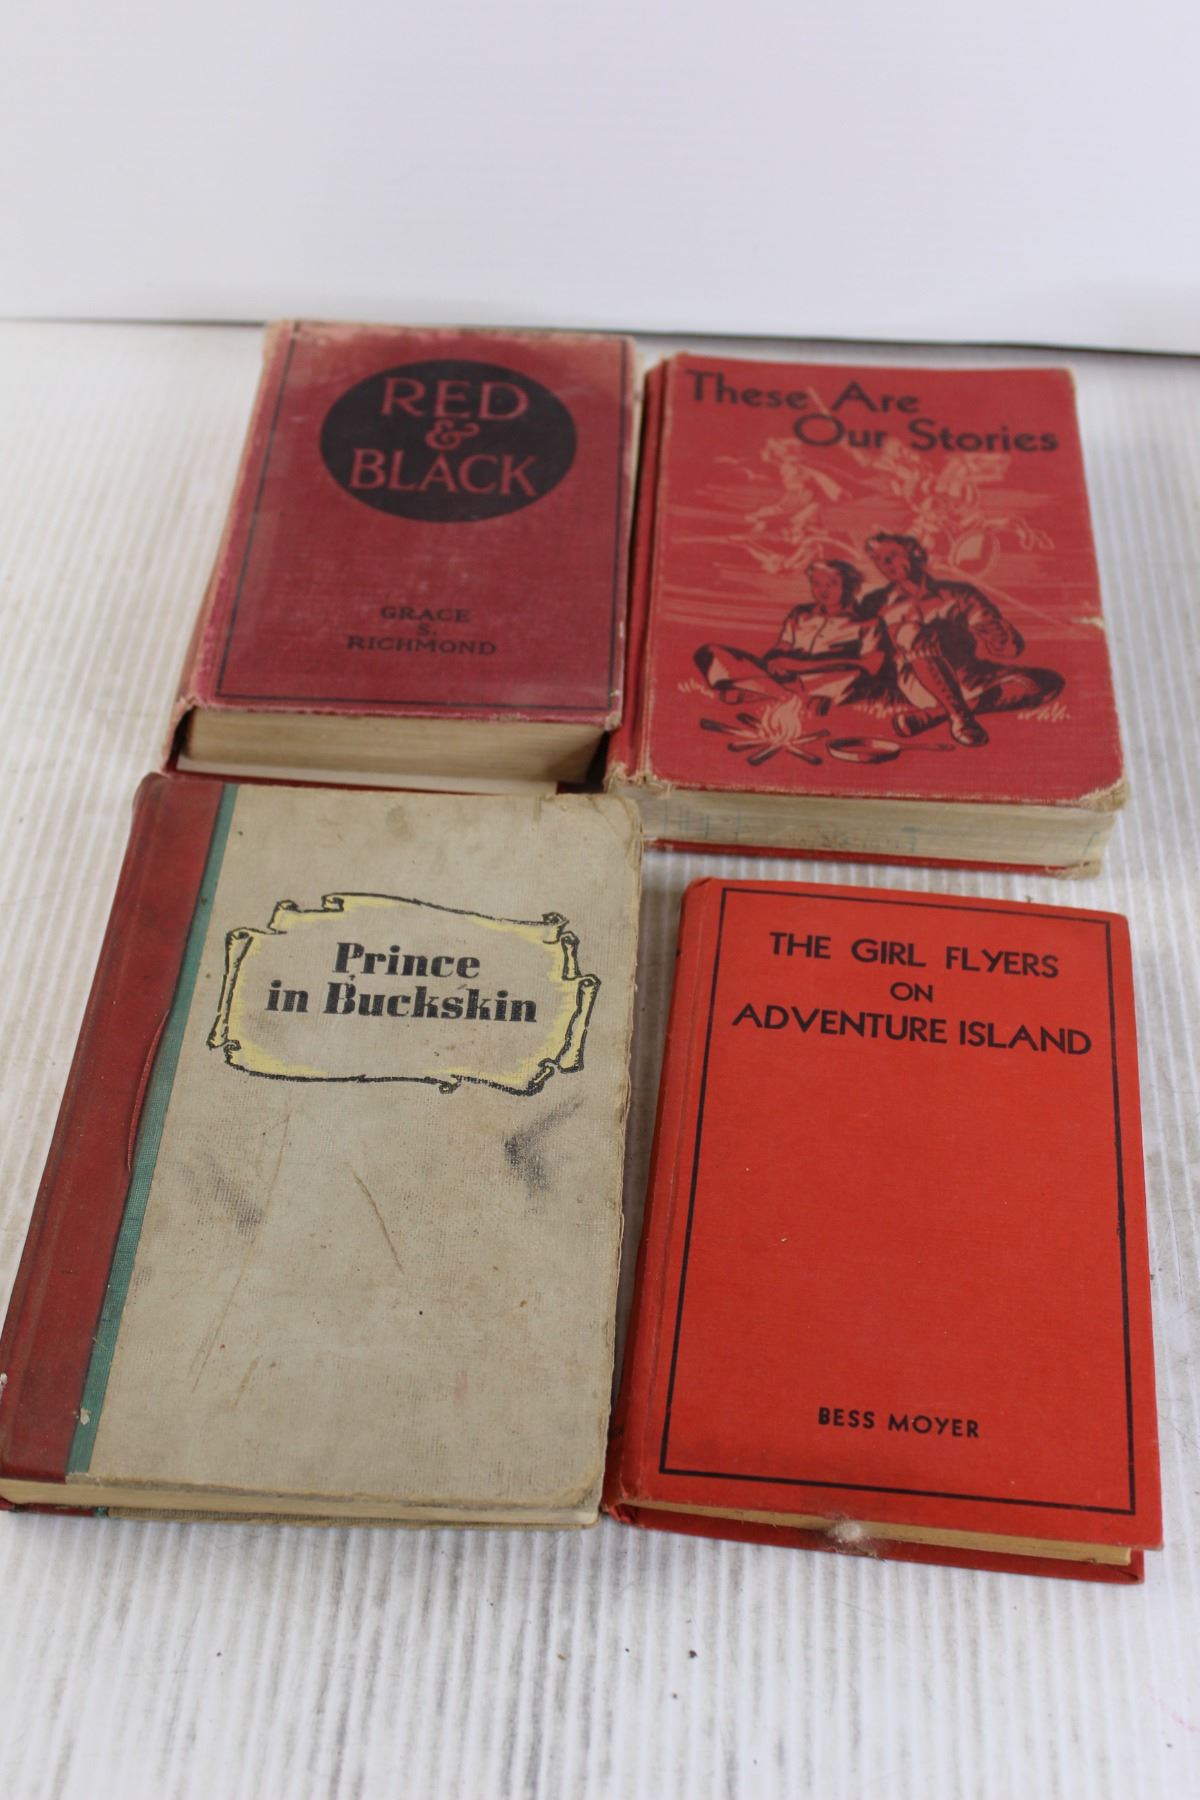 RED
&
BLACK
GRACE
S.
RICHMOND
These Are
Our Stories
Prince
in Buckskin
THE GIRL FLYERS
ON
ADVENTURE ISLAND
BESS MOYER